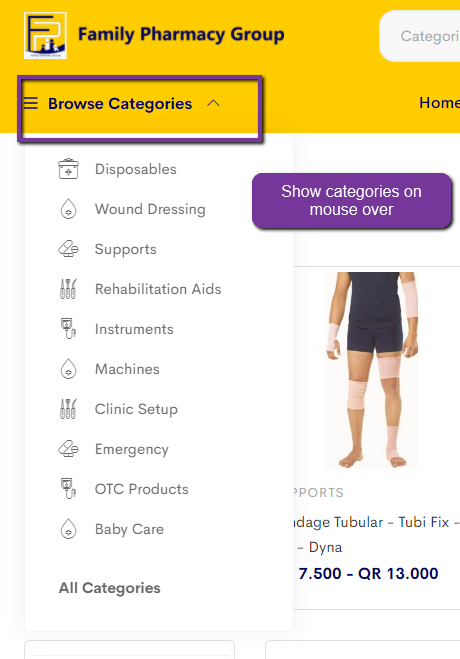 FP
Family Pharmacy Group
Categori
Browse Categories
Home
Disposables
Wound Dressing
Show categories on
mouse over
Supports
Rehabilitation Aids
Instruments
Machines
Clinic Setup
Emergency
OTC Products
Baby Care
All Categories
PPORTS
ndage Tubular - Tubi Fix -
- Dyna
7.500 - QR 13.000